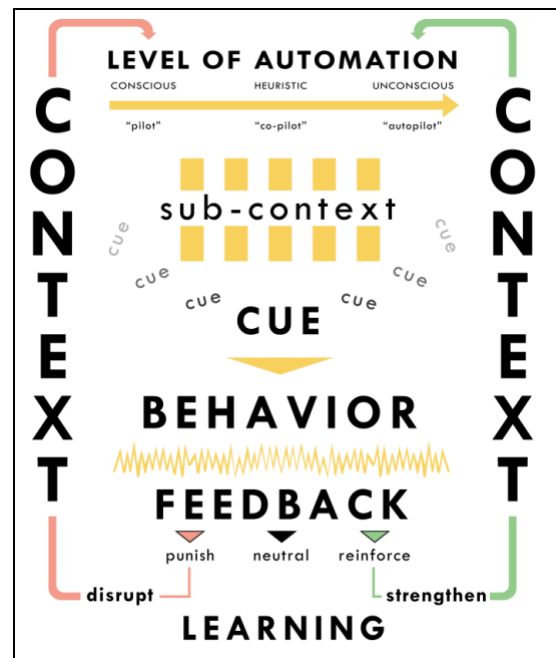 LEVEL OF AUTOMATION
CONSCIOUS HEURISTIC UNCONSCIOUS
"pilot" "co-pilot" "autopilot"
CONTEXT
CONTEXT
sub-context
cue cue
cue cue
cue cue
CUE
BEHAVIOR
FEEDBACK
punish neutral reinforce
disrupt strengthen
LEARNING